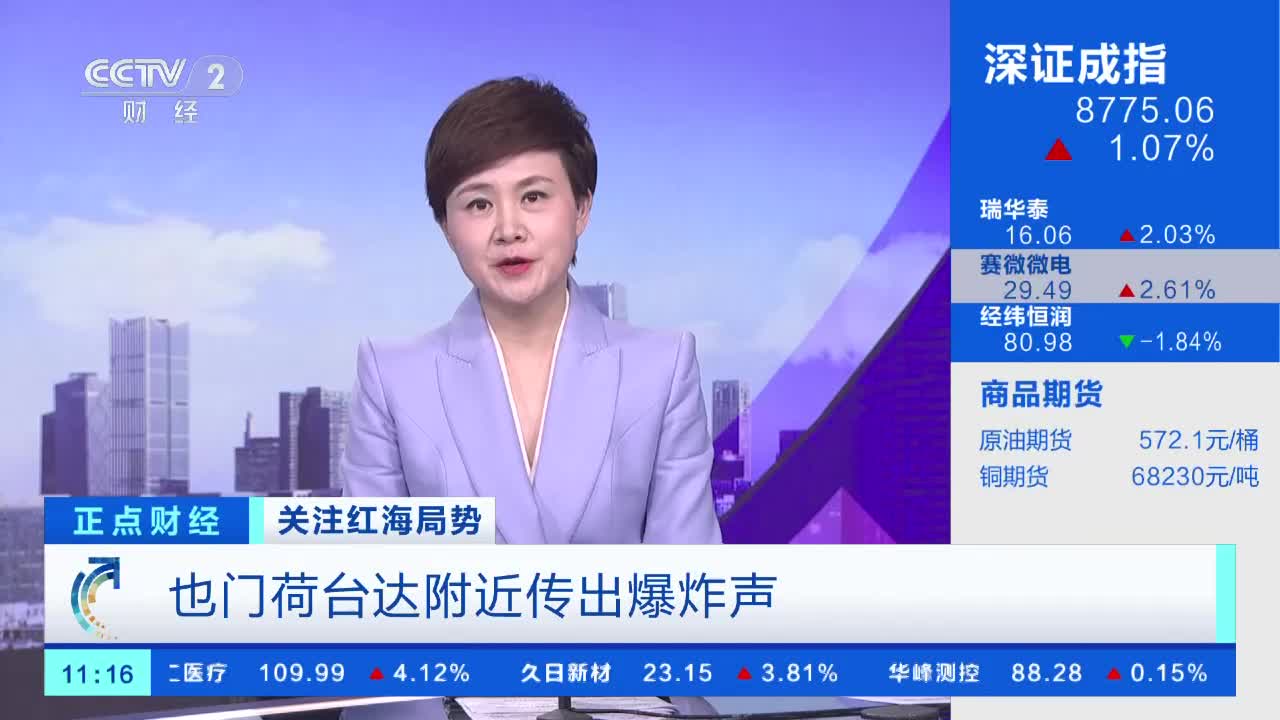 CCTV 2
财 经
深证成指
8775.06
▲ 1.07%
瑞华泰
16.06 ▲2.03%
赛微微电
29.49 ▲2.61%
经纬恒润
80.98 ▼-1.84%
商品期货
原油期货 572.1元/桶
铜期货 68230元/吨
正点财经 关注红海局势
也门荷台达附近传出爆炸声
11:16 医疗 109.99 ▲4.12% 久日新材 23.15 ▲3.81% 华峰测控 88.28 ▲0.15%